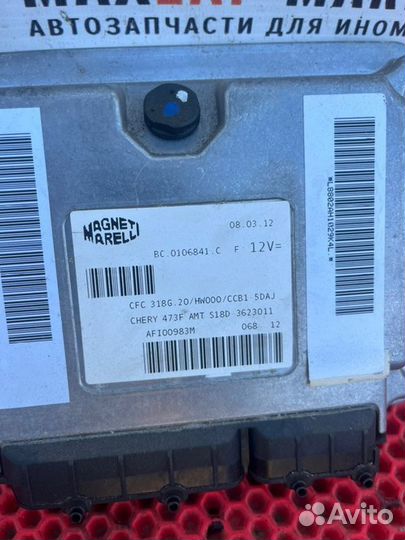 АВТОЗАПЧАСТИ ДЛЯ ИНОМ
MAGNETI
MARELLI
08.03.12
BC.0106841.C F 12V=
CFC 318G.20/HW000/CCB1 5DAJ
CHERY 473F AMT S18D 3623011
AFI00983M 068 12
*L8802AH1029K4L*
Avito